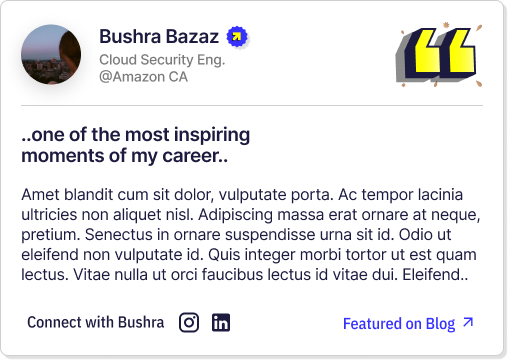 Bushra Bazaz
Cloud Security Eng.
@Amazon CA
..one of the most inspiring
moments of my career..
Amet blandit cum sit dolor, vulputate porta. Ac tempor lacinia
ultricies non aliquet nisl. Adipiscing massa erat ornare at neque,
pretium. Senectus in ornare suspendisse urna sit id. Odio ut
eleifend non vulputate id. Quis integer morbi tortor ut est quam
lectus. Vitae nulla ut orci faucibus lectus id vitae dui. Eleifend..
Connect with Bushra
Featured on Blog